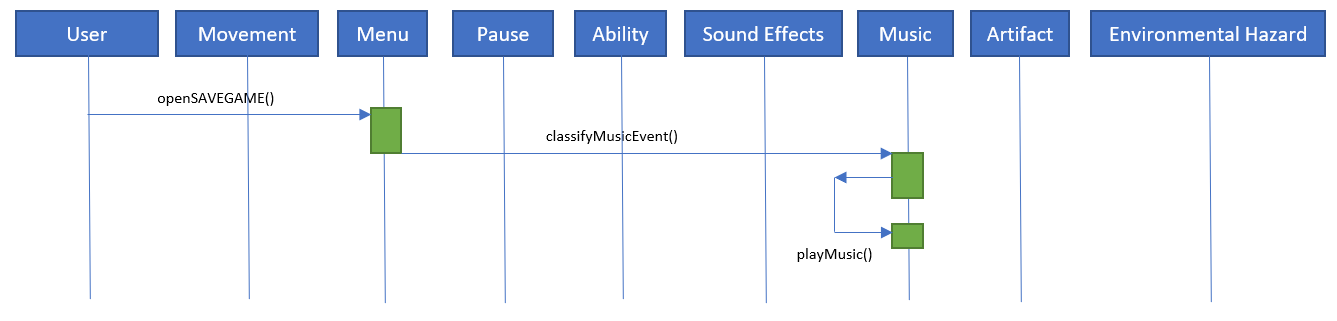 User
Movement
Menu
Pause
Ability
Sound Effects
Music
Artifact
Environmental Hazard
openSAVEGAME()
classifyMusicEvent()
playMusic()